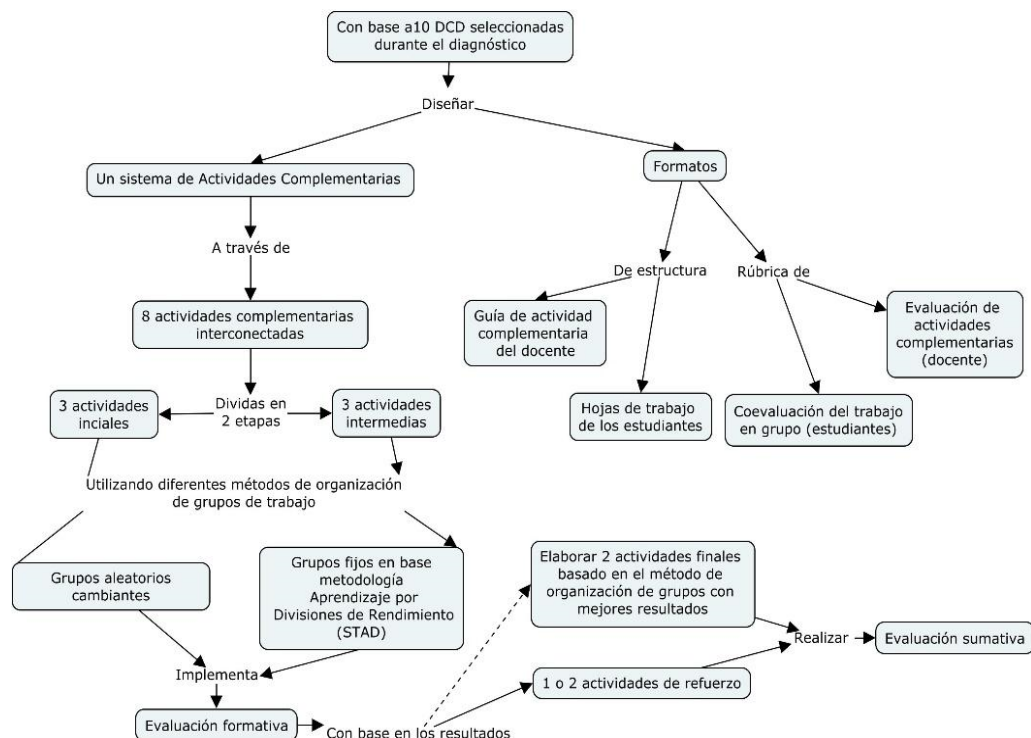 Con base a10 DCD seleccionadas
durante el diagnóstico
Diseñar
Un sistema de Actividades Complementarias
Formatos
A través de
De estructura
Rúbrica de
8 actividades complementarias
interconectadas
Guía de actividad
complementaria
del docente
Evaluación de
actividades
complementarias
(docente)
3 actividades
inciales
Dividas en
2 etapas
3 actividades
intermedias
Hojas de trabajo
de los estudiantes
Coevaluación del trabajo
en grupo (estudiantes)
Utilizando diferentes métodos de organización
de grupos de trabajo
Grupos aleatorios
cambiantes
Grupos fijos en base
metodología
Aprendizaje por
Divisiones de Rendimiento
(STAD)
Elaborar 2 actividades finales
basado en el método de
organización de grupos con
mejores resultados
Realizar
Evaluación sumativa
Implementa
1 o 2 actividades de refuerzo
Evaluación formativa
Con base en los resultados